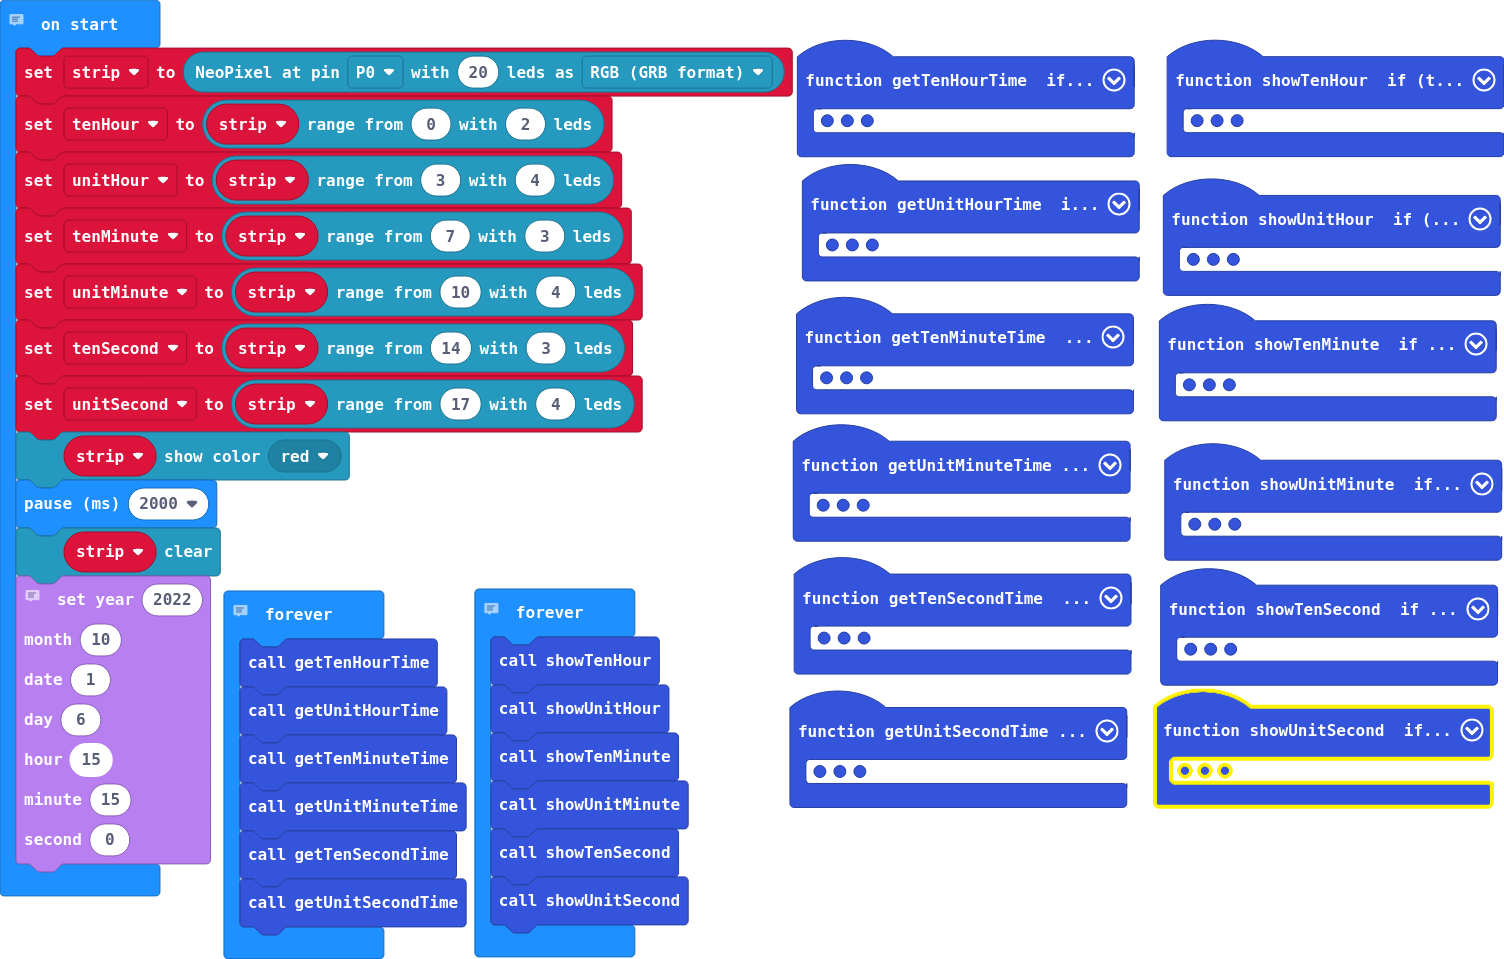 on start
set strip to NeoPixel at pin P0 with 20 leds as RGB (GRB format)
set tenHour to strip range from 0 with 2 leds
set unitHour to strip range from 3 with 4 leds
set tenMinute to strip range from 7 with 3 leds
set unitMinute to strip range from 10 with 4 leds
set tenSecond to strip range from 14 with 3 leds
set unitSecond to strip range from 17 with 4 leds
strip show color red
pause (ms) 2000
strip clear
set year 2022
month 10
date 1
day 6
hour 15
minute 15
second 0
forever
call getTenHourTime
call getUnitHourTime
call getTenMinuteTime
call getUnitMinuteTime
call getTenSecondTime
call getUnitSecondTime
forever
call showTenHour
call showUnitHour
call showTenMinute
call showUnitMinute
call showTenSecond
call showUnitSecond
function getTenHourTime if...
function getUnitHourTime i...
function getTenMinuteTime ...
function getUnitMinuteTime ...
function getTenSecondTime ...
function getUnitSecondTime ...
function showTenHour if (t...
function showUnitHour if (...
function showTenMinute if ...
function showUnitMinute if...
function showTenSecond if ...
function showUnitSecond if...